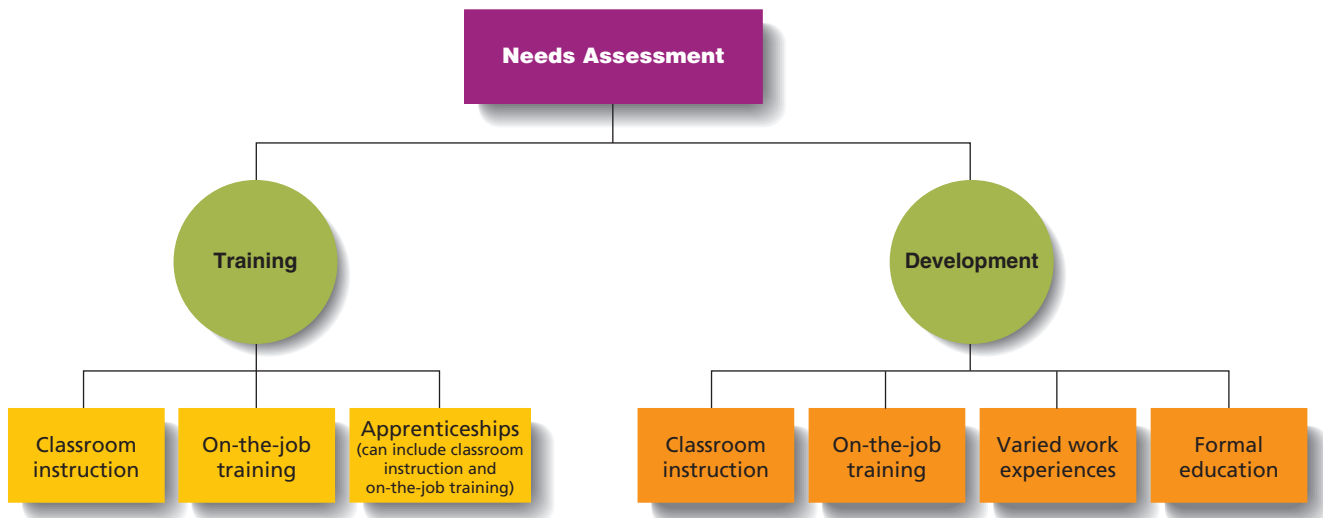 Needs Assessment
Training
Development
Classroom
instruction
On-the-job
training
Apprenticeships
(can include classroom
instruction and
on-the-job training)
Classroom
instruction
On-the-job
training
Varied work
experiences
Formal
education